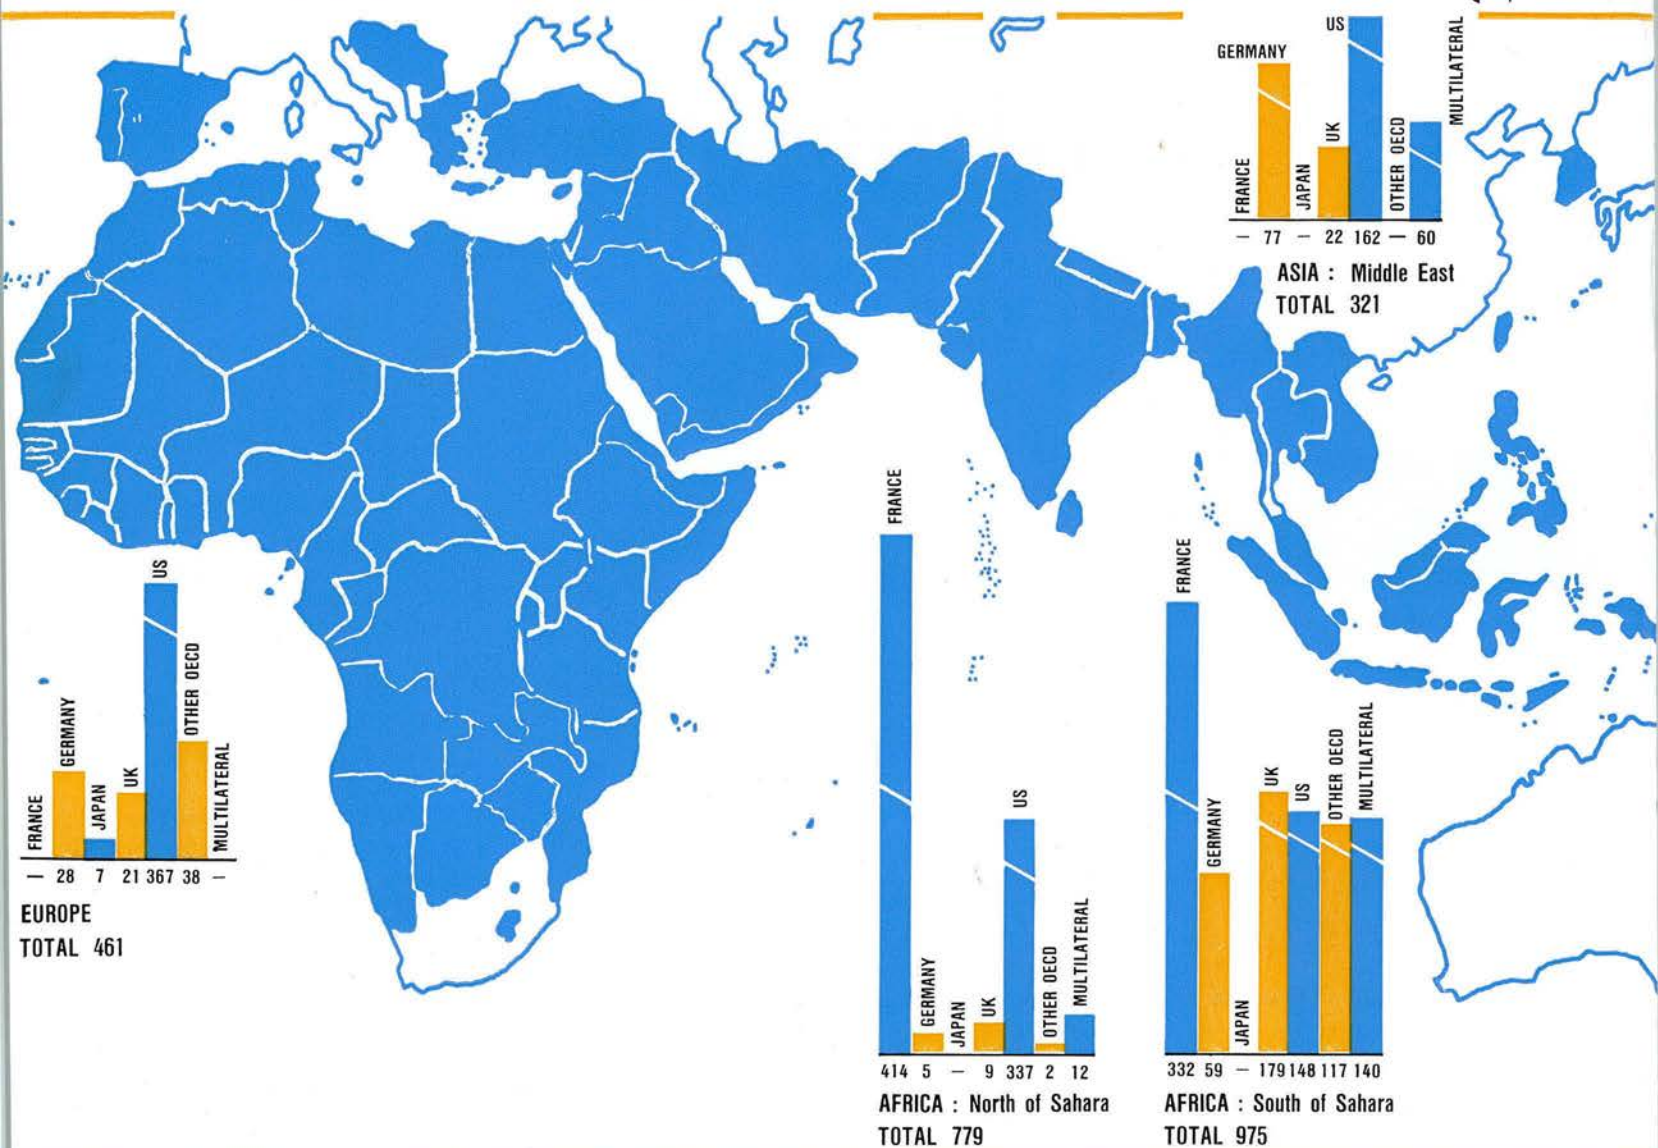 GERMANY
US
MULTILATERAL
FRANCE
JAPAN
UK
OTHER OECD
— 77 — 22 162 — 60
ASIA : Middle East
TOTAL 321
FRANCE
GERMANY
JAPAN
UK
US
OTHER OECD
MULTILATERAL
— 28 7 21 367 38 —
EUROPE
TOTAL 461
FRANCE
GERMANY
JAPAN
UK
US
OTHER OECD
MULTILATERAL
414 5 — 9 337 2 12
AFRICA : North of Sahara
TOTAL 779
FRANCE
GERMANY
JAPAN
UK
US
OTHER OECD
MULTILATERAL
332 59 — 179 148 117 140
AFRICA : South of Sahara
TOTAL 975